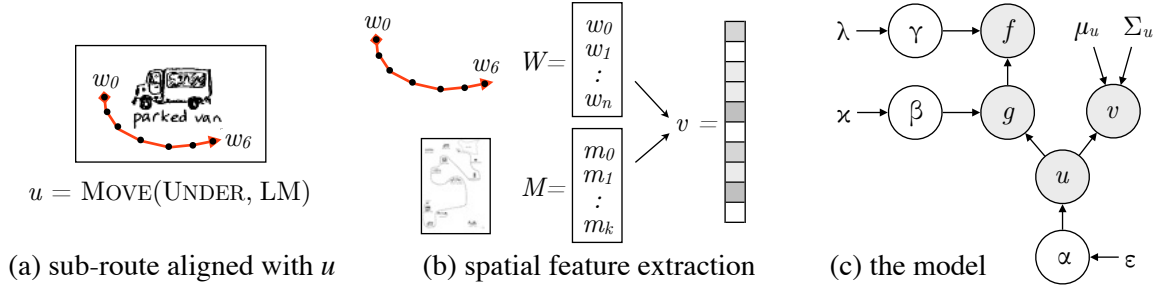 w₀
parked van
w₆
u = MOVE(UNDER, LM)
(a) sub-route aligned with u
w₀
w₆
W=
w₀
w₁
:
wₙ
M=
m₀
m₁
:
mₖ
v =
(b) spatial feature extraction
λ
γ
f
μᵤ
Σᵤ
ϰ
β
g
v
u
α
ε
(c) the model